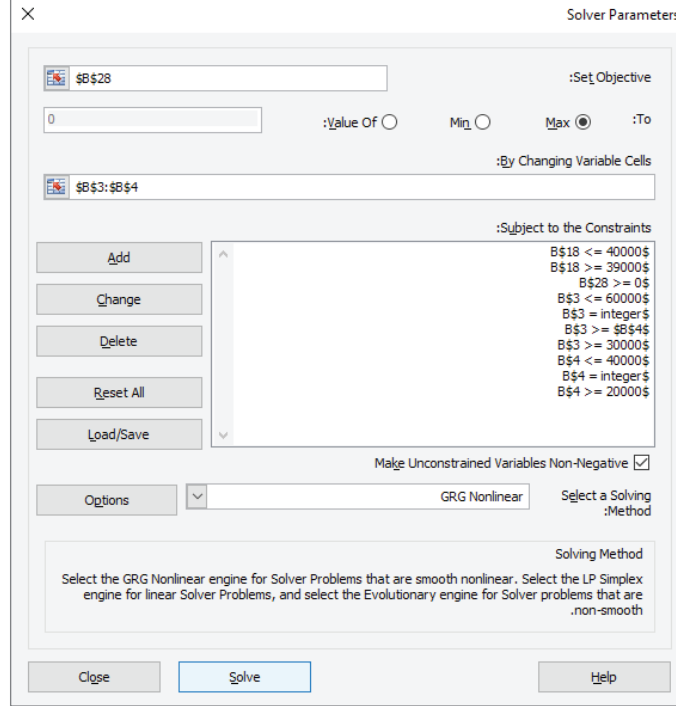 Solver Parameters
:Set Objective
$B$28
:To
Max
Min
:Value Of
0
:By Changing Variable Cells
$B$3:$B$4
:Subject to the Constraints
B$18 <= 40000$
B$18 >= 39000$
B$28 >= 0$
B$3 <= 60000$
B$3 = integer$
B$3 >= $B$4$
B$3 >= 30000$
B$4 <= 40000$
B$4 = integer$
B$4 >= 20000$
Add
Change
Delete
Reset All
Load/Save
Make Unconstrained Variables Non-Negative
Select a Solving
:Method
GRG Nonlinear
Options
Solving Method
Select the GRG Nonlinear engine for Solver Problems that are smooth nonlinear. Select the LP Simplex
engine for linear Solver Problems, and select the Evolutionary engine for Solver problems that are
.non-smooth
Help
Solve
Close